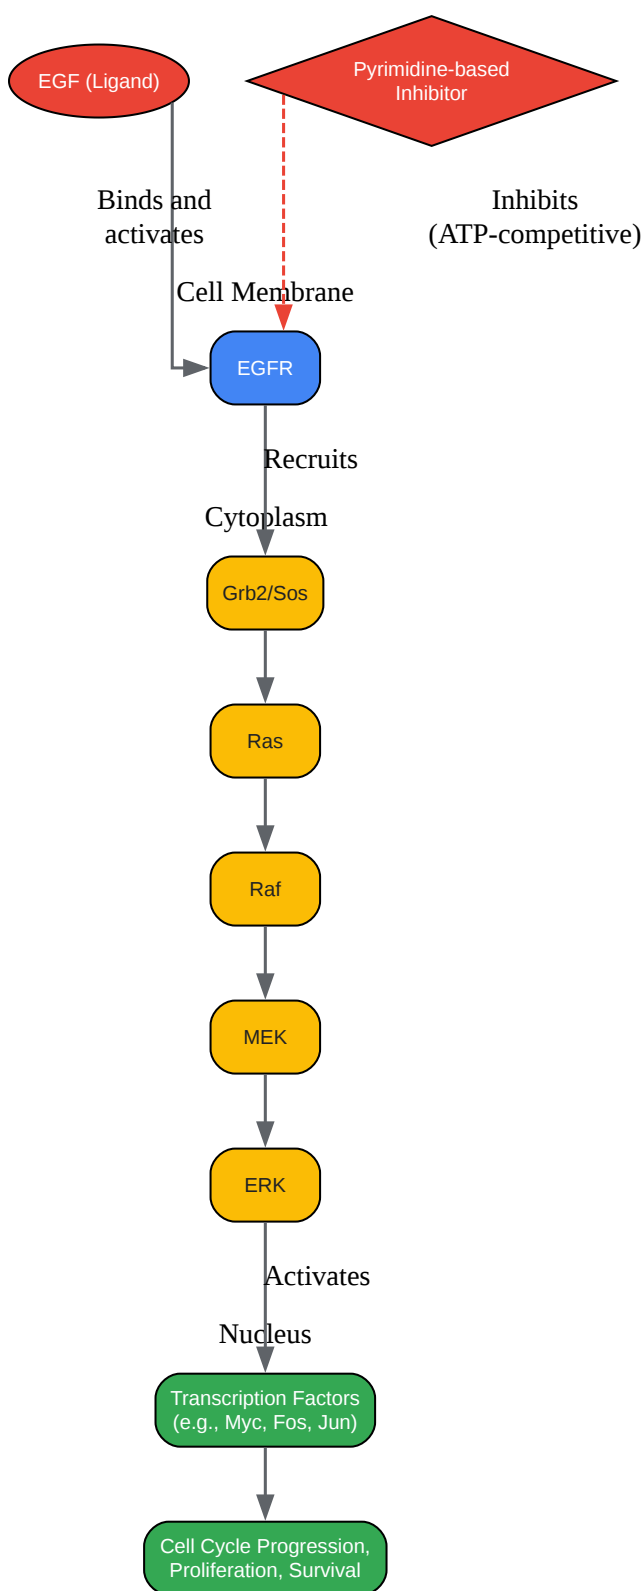 EGF (Ligand)
Pyrimidine-based
Inhibitor
Binds and
activates
Inhibits
(ATP-competitive)
Cell Membrane
EGFR
Recruits
Cytoplasm
Grb2/Sos
Ras
Raf
MEK
ERK
Activates
Nucleus
Transcription Factors
(e.g., Myc, Fos, Jun)
Cell Cycle Progression,
Proliferation, Survival